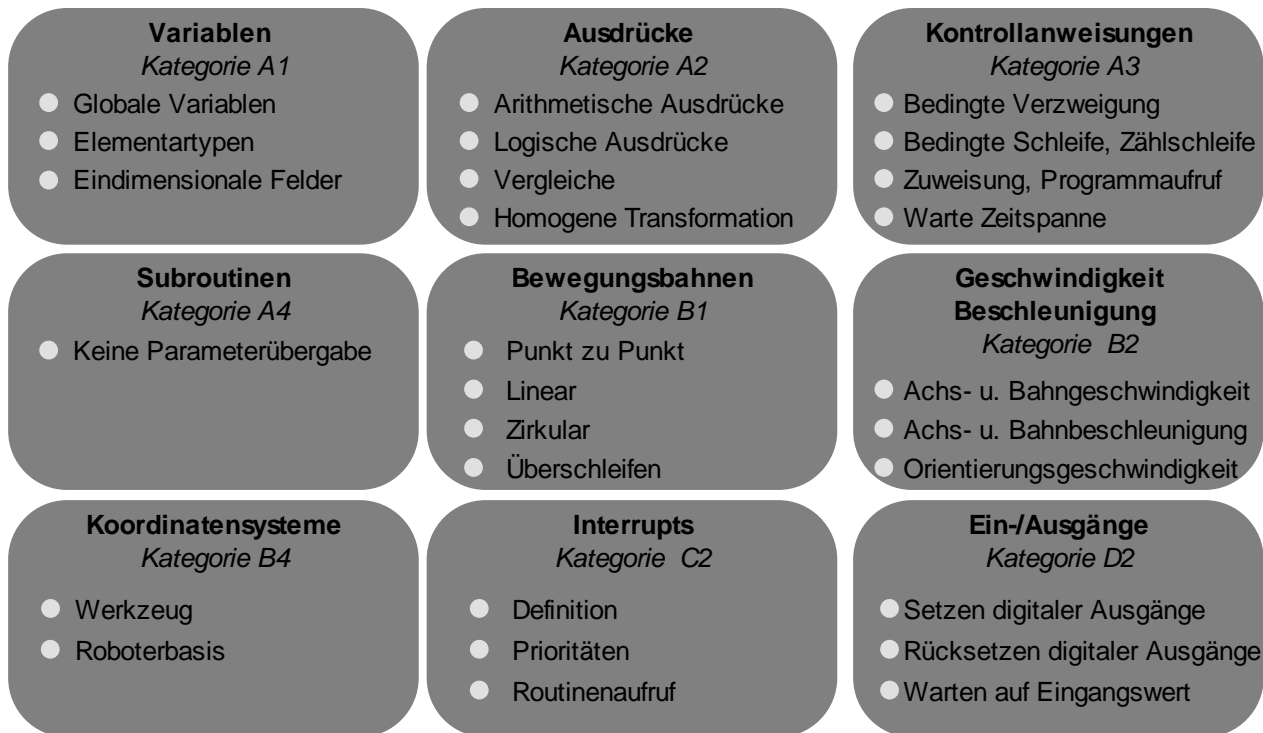 Variablen
Kategorie A1
Globale Variablen
Elementartypen
Eindimensionale Felder
Ausdrücke
Kategorie A2
Arithmetische Ausdrücke
Logische Ausdrücke
Vergleiche
Homogene Transformation
Kontrollanweisungen
Kategorie A3
Bedingte Verzweigung
Bedingte Schleife, Zählschleife
Zuweisung, Programmaufruf
Warte Zeitspanne
Subroutinen
Kategorie A4
Keine Parameterübergabe
Bewegungsbahnen
Kategorie B1
Punkt zu Punkt
Linear
Zirkular
Überschleifen
Geschwindigkeit
Beschleunigung
Kategorie B2
Achs- u. Bahngeschwindigkeit
Achs- u. Bahnbeschleunigung
Orientierungsgeschwindigkeit
Koordinatensysteme
Kategorie B4
Werkzeug
Roboterbasis
Interrupts
Kategorie C2
Definition
Prioritäten
Routinenaufruf
Ein-/Ausgänge
Kategorie D2
Setzen digitaler Ausgänge
Rücksetzen digitaler Ausgänge
Warten auf Eingangswert